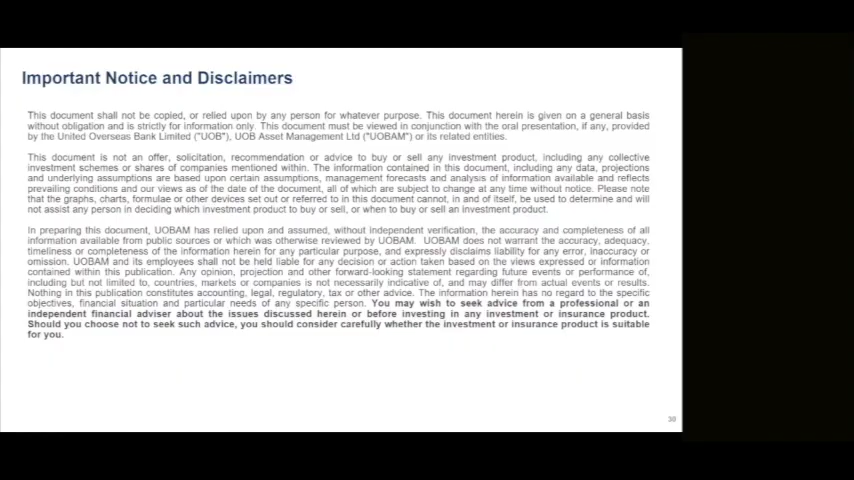 Important Notice and Disclaimers
This document shall not be copied, or relied upon by any person for whatever purpose. This document herein is given on a general basis
without obligation and is strictly for information only. This document must be viewed in conjunction with the oral presentation, if any, provided
by the United Overseas Bank Limited ("UOB"), UOB Asset Management Ltd ("UOBAM") or its related entities.
This document is not an offer, solicitation, recommendation or advice to buy or sell any investment product, including any collective
investment schemes or shares of companies mentioned within. The information contained in this document, including any data, projections
and underlying assumptions are based upon certain assumptions, management forecasts and analysis of information available and reflects
prevailing conditions and our views as of the date of the document, all of which are subject to change at any time without notice. Please note
that the graphs, charts, formulae or other devices set out or referred to in this document cannot, in and of itself, be used to determine and will
not assist any person in deciding which investment product to buy or sell, or when to buy or sell an investment product.
In preparing this document, UOBAM has relied upon and assumed, without independent verification, the accuracy and completeness of all
information available from public sources or which was otherwise reviewed by UOBAM. UOBAM does not warrant the accuracy, adequacy,
timeliness or completeness of the information herein for any particular purpose, and expressly disclaims liability for any error, inaccuracy or
omission. UOBAM and its employees shall not be held liable for any decision or action taken based on the views expressed or information
contained within this publication. Any opinion, projection and other forward-looking statement regarding future events or performance of,
including but not limited to, countries, markets or companies is not necessarily indicative of, and may differ from actual events or results.
Nothing in this publication constitutes accounting, legal, regulatory, tax or other advice. The information herein has no regard to the specific
objectives, financial situation and particular needs of any specific person. You may wish to seek advice from a professional or an
independent financial adviser about the issues discussed herein or before investing in any investment or insurance product.
Should you choose not to seek such advice, you should consider carefully whether the investment or insurance product is suitable
for you.
30